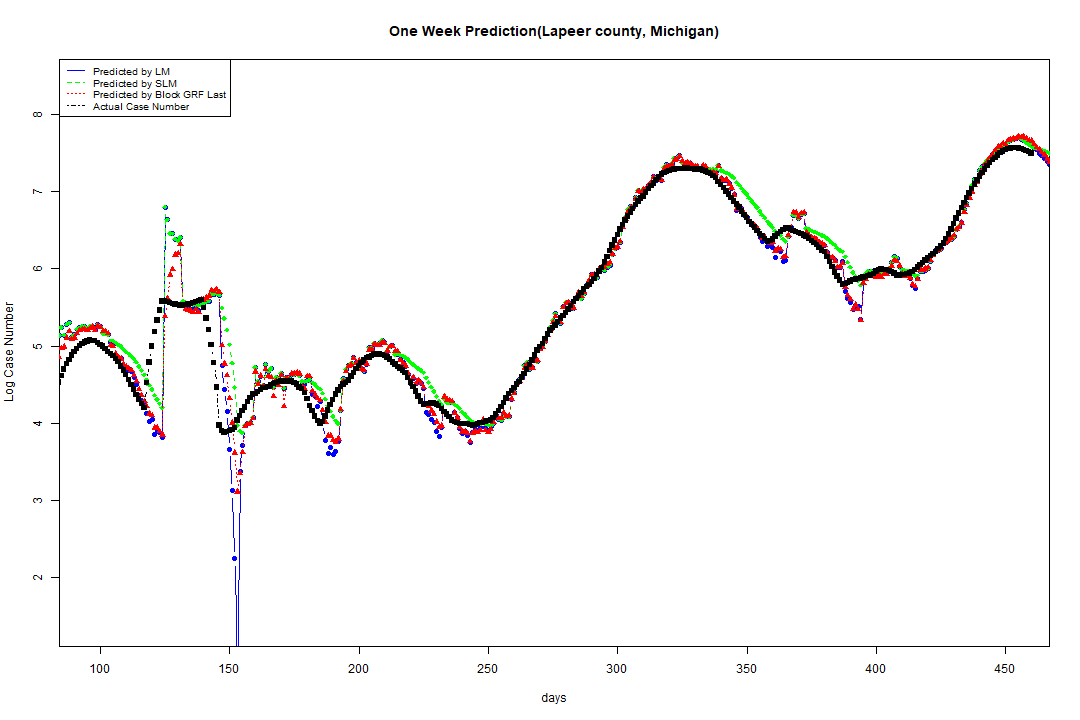 One Week Prediction(Lapeer county, Michigan)
Predicted by LM
Predicted by SLM
Predicted by Block GRF Last
Actual Case Number
Log Case Number
8
7
6
5
4
3
2
100 150 200 250 300 350 400 450
days